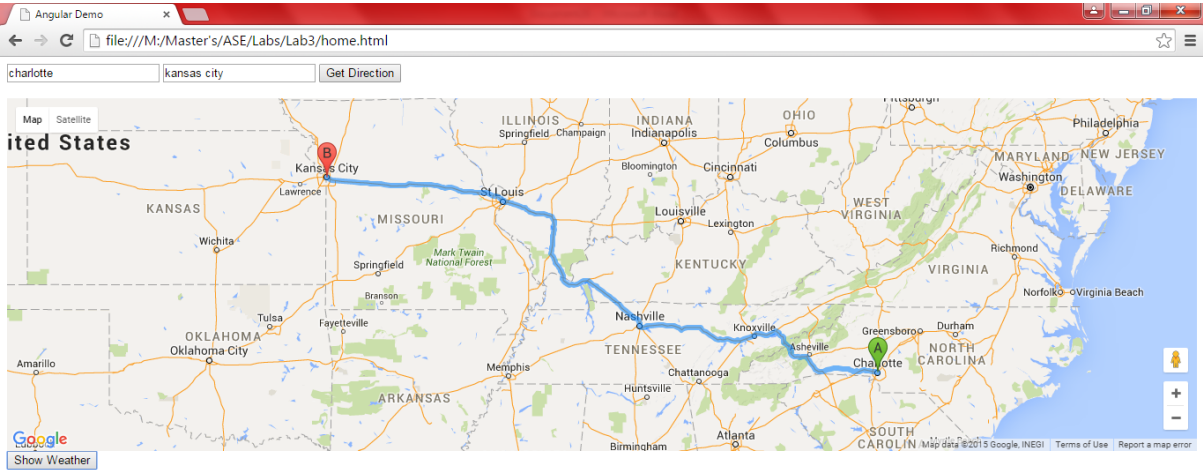 Angular Demo
file:///M:/Master's/ASE/Labs/Lab3/home.html
charlotte
kansas city
Get Direction
Map
Satellite
ited States
Pittsburgh
ILLINOIS
INDIANA
OHIO
Springfield
Champaign
Indianapolis
Columbus
Philadelphia
B
Kansas City
Bloomington
Cincinnati
MARYLAND
NEW JERSEY
Washington
Lawrence
St Louis
DELAWARE
KANSAS
MISSOURI
Louisville
Lexington
WEST
VIRGINIA
Wichita
Mark Twain
National Forest
Richmond
Springfield
KENTUCKY
VIRGINIA
Branson
Norfolk
Virginia Beach
Tulsa
Fayetteville
Nashville
Knoxville
Greensboro
Durham
OKLAHOMA
Oklahoma City
TENNESSEE
Asheville
A
NORTH
CAROLINA
Amarillo
Memphis
Chattanooga
Charlotte
Huntsville
ARKANSAS
Atlanta
SOUTH
CAROLIN
Google
Birmingham
Map data ©2015 Google, INEGI
Terms of Use
Report a map error
Show Weather